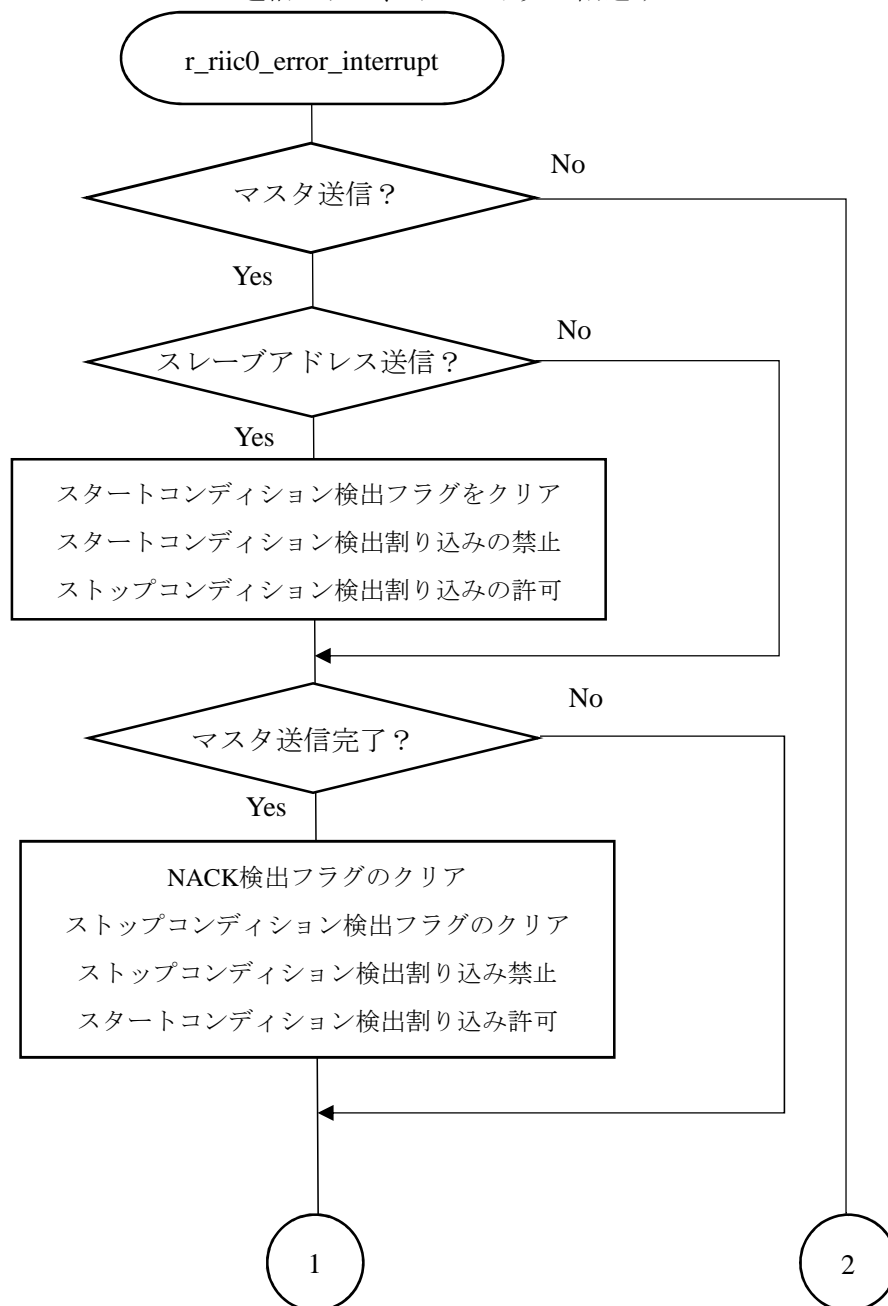 r_riic0_error_interrupt
マスタ送信？
No
Yes
スレーブアドレス送信？
No
Yes
スタートコンディション検出フラグをクリア
スタートコンディション検出割り込みの禁止
ストップコンディション検出割り込みの許可
マスタ送信完了？
No
Yes
NACK検出フラグのクリア
ストップコンディション検出フラグのクリア
ストップコンディション検出割り込み禁止
スタートコンディション検出割り込み許可
1
2